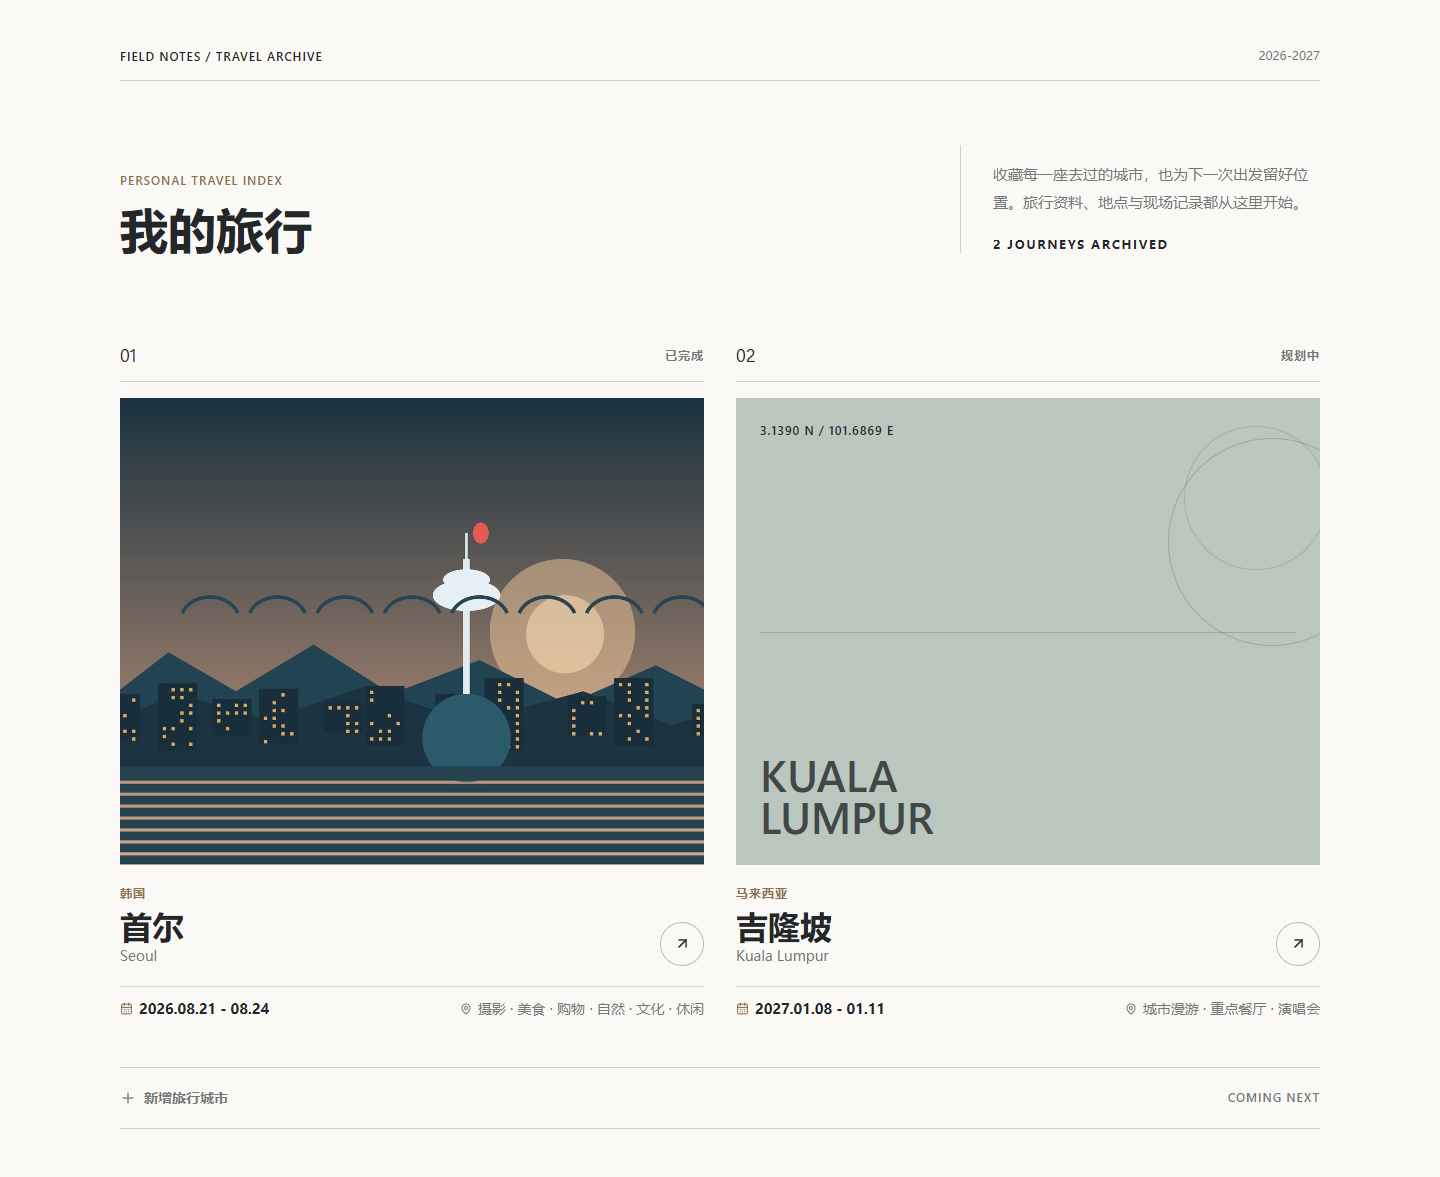 FIELD NOTES / TRAVEL ARCHIVE
2026-2027
PERSONAL TRAVEL INDEX
我的旅行
收藏每一座去过的城市，也为下一次出发留好位
置。旅行资料、地点与现场记录都从这里开始。
2 JOURNEYS ARCHIVED
01
已完成
02
规划中
3.1390 N / 101.6869 E
KUALA
LUMPUR
韩国
首尔
Seoul
2026.08.21 - 08.24
摄影 · 美食 · 购物 · 自然 · 文化 · 休闲
马来西亚
吉隆坡
Kuala Lumpur
2027.01.08 - 01.11
城市漫游 · 重点餐厅 · 演唱会
新增旅行城市
COMING NEXT